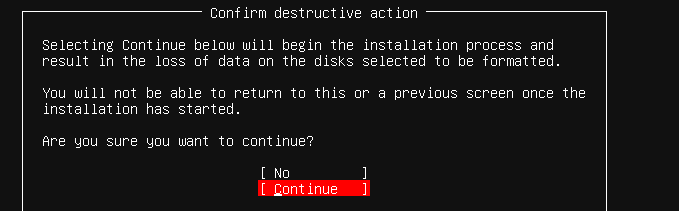 Confirm destructive action
Selecting Continue below will begin the installation process and
result in the loss of data on the disks selected to be formatted.
You will not be able to return to this or a previous screen once the
installation has started.
Are you sure you want to continue?
[ No ]
[ Continue ]